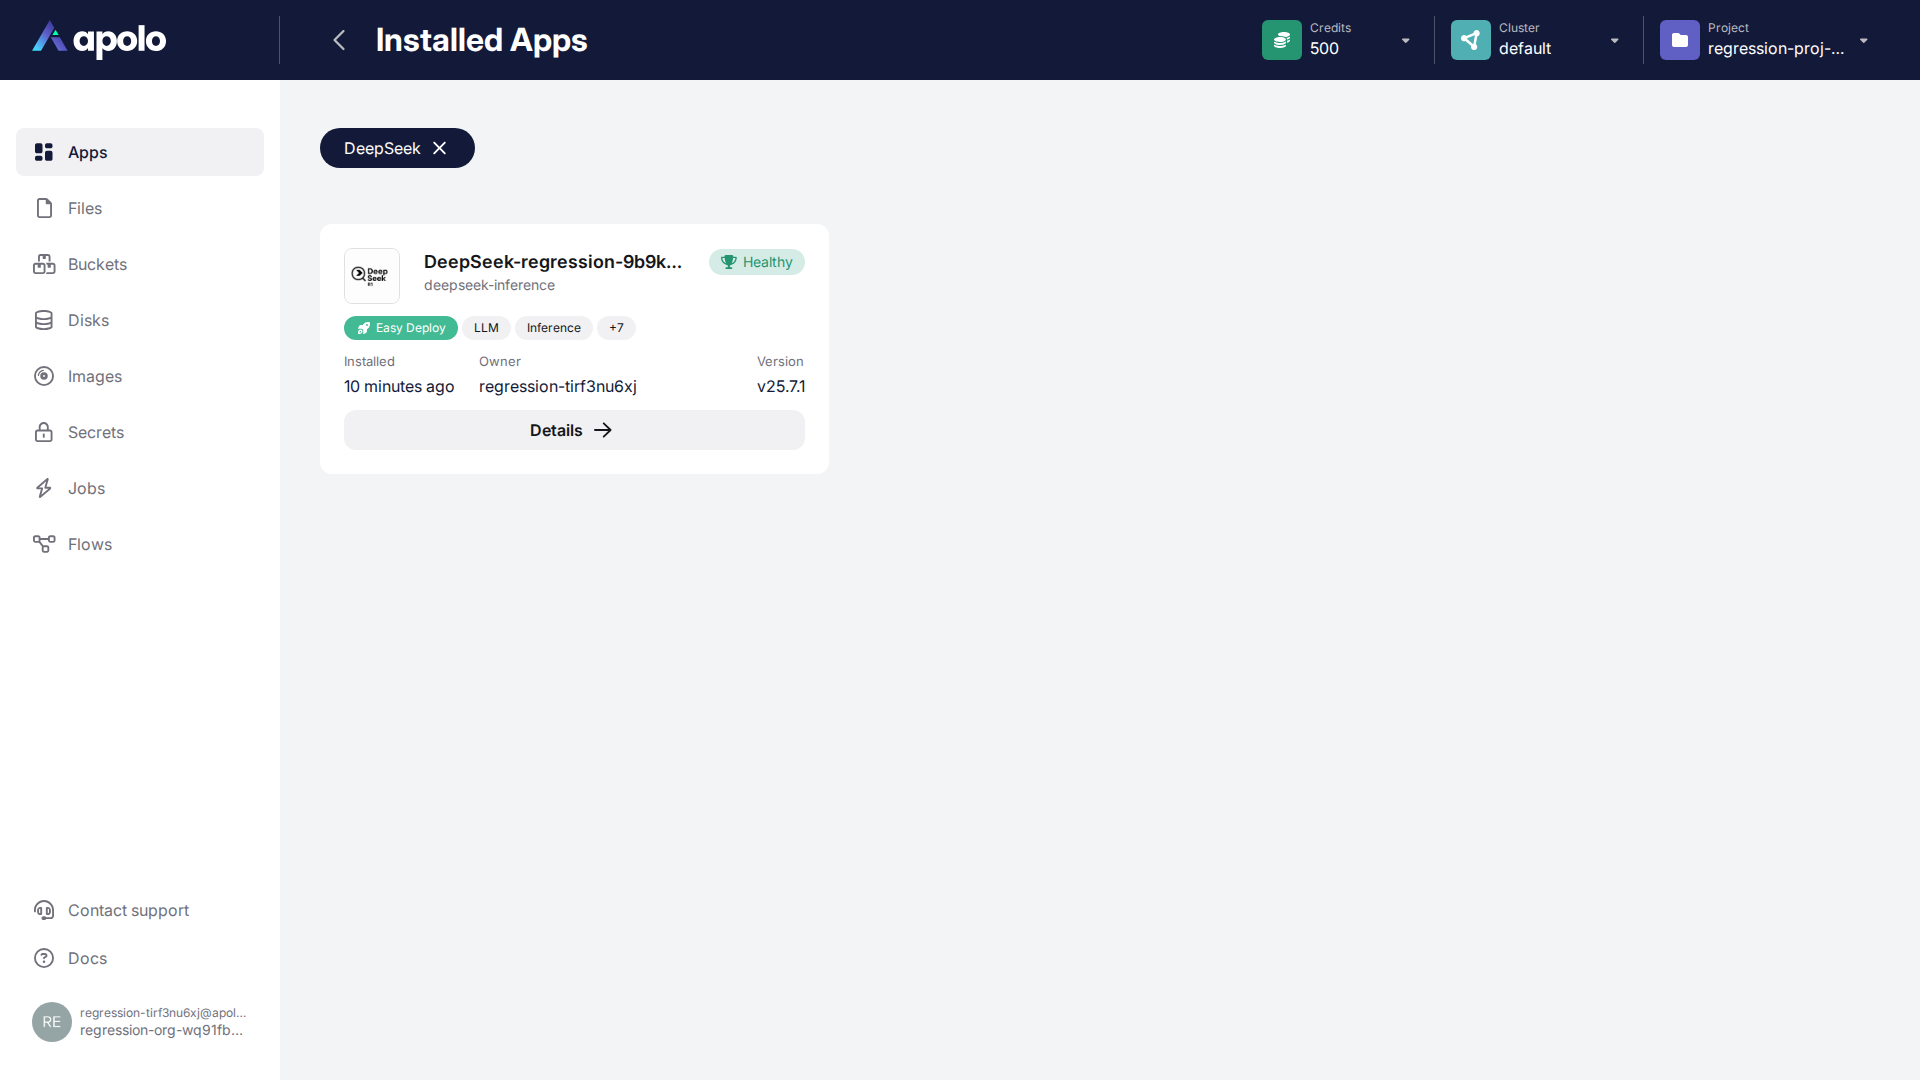 apolo
Installed Apps
Credits
500
Cluster
default
Project
regression-proj-...
Apps
Files
Buckets
Disks
Images
Secrets
Jobs
Flows
Contact support
Docs
RE
regression-tirf3nu6xj@apol...
regression-org-wq91fb...
DeepSeek
Deep
Seek
R1
DeepSeek-regression-9b9k...
Healthy
deepseek-inference
Easy Deploy
LLM
Inference
+7
Installed
Owner
Version
10 minutes ago
regression-tirf3nu6xj
v25.7.1
Details